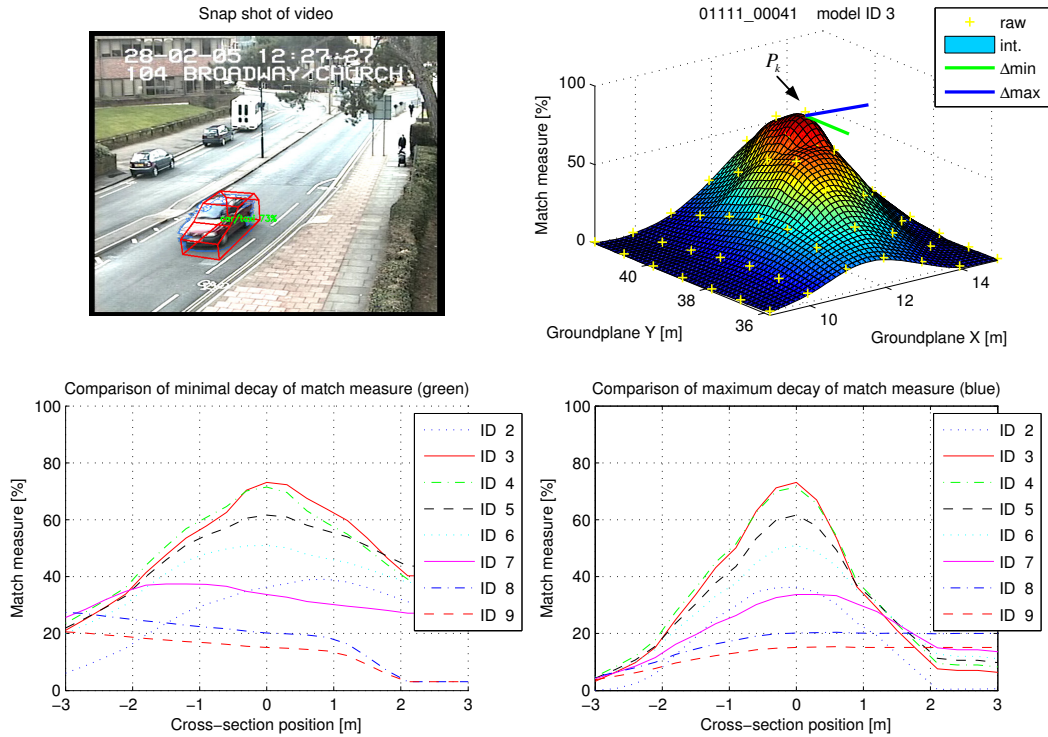 Snap shot of video
28-02-05 12:27:27
104 BROADWAY/CHURCH
car/taxi 73%
01111_00041 model ID 3
raw
int.
Δmin
Δmax
Pk
100
50
0
Match measure [%]
40
38
36
Groundplane Y [m]
10
12
14
Groundplane X [m]
Comparison of minimal decay of match measure (green)
100
80
60
40
20
0
Match measure [%]
−3
−2
−1
0
1
2
3
Cross−section position [m]
ID 2
ID 3
ID 4
ID 5
ID 6
ID 7
ID 8
ID 9
Comparison of maximum decay of match measure (blue)
100
80
60
40
20
0
Match measure [%]
−3
−2
−1
0
1
2
3
Cross−section position [m]
ID 2
ID 3
ID 4
ID 5
ID 6
ID 7
ID 8
ID 9